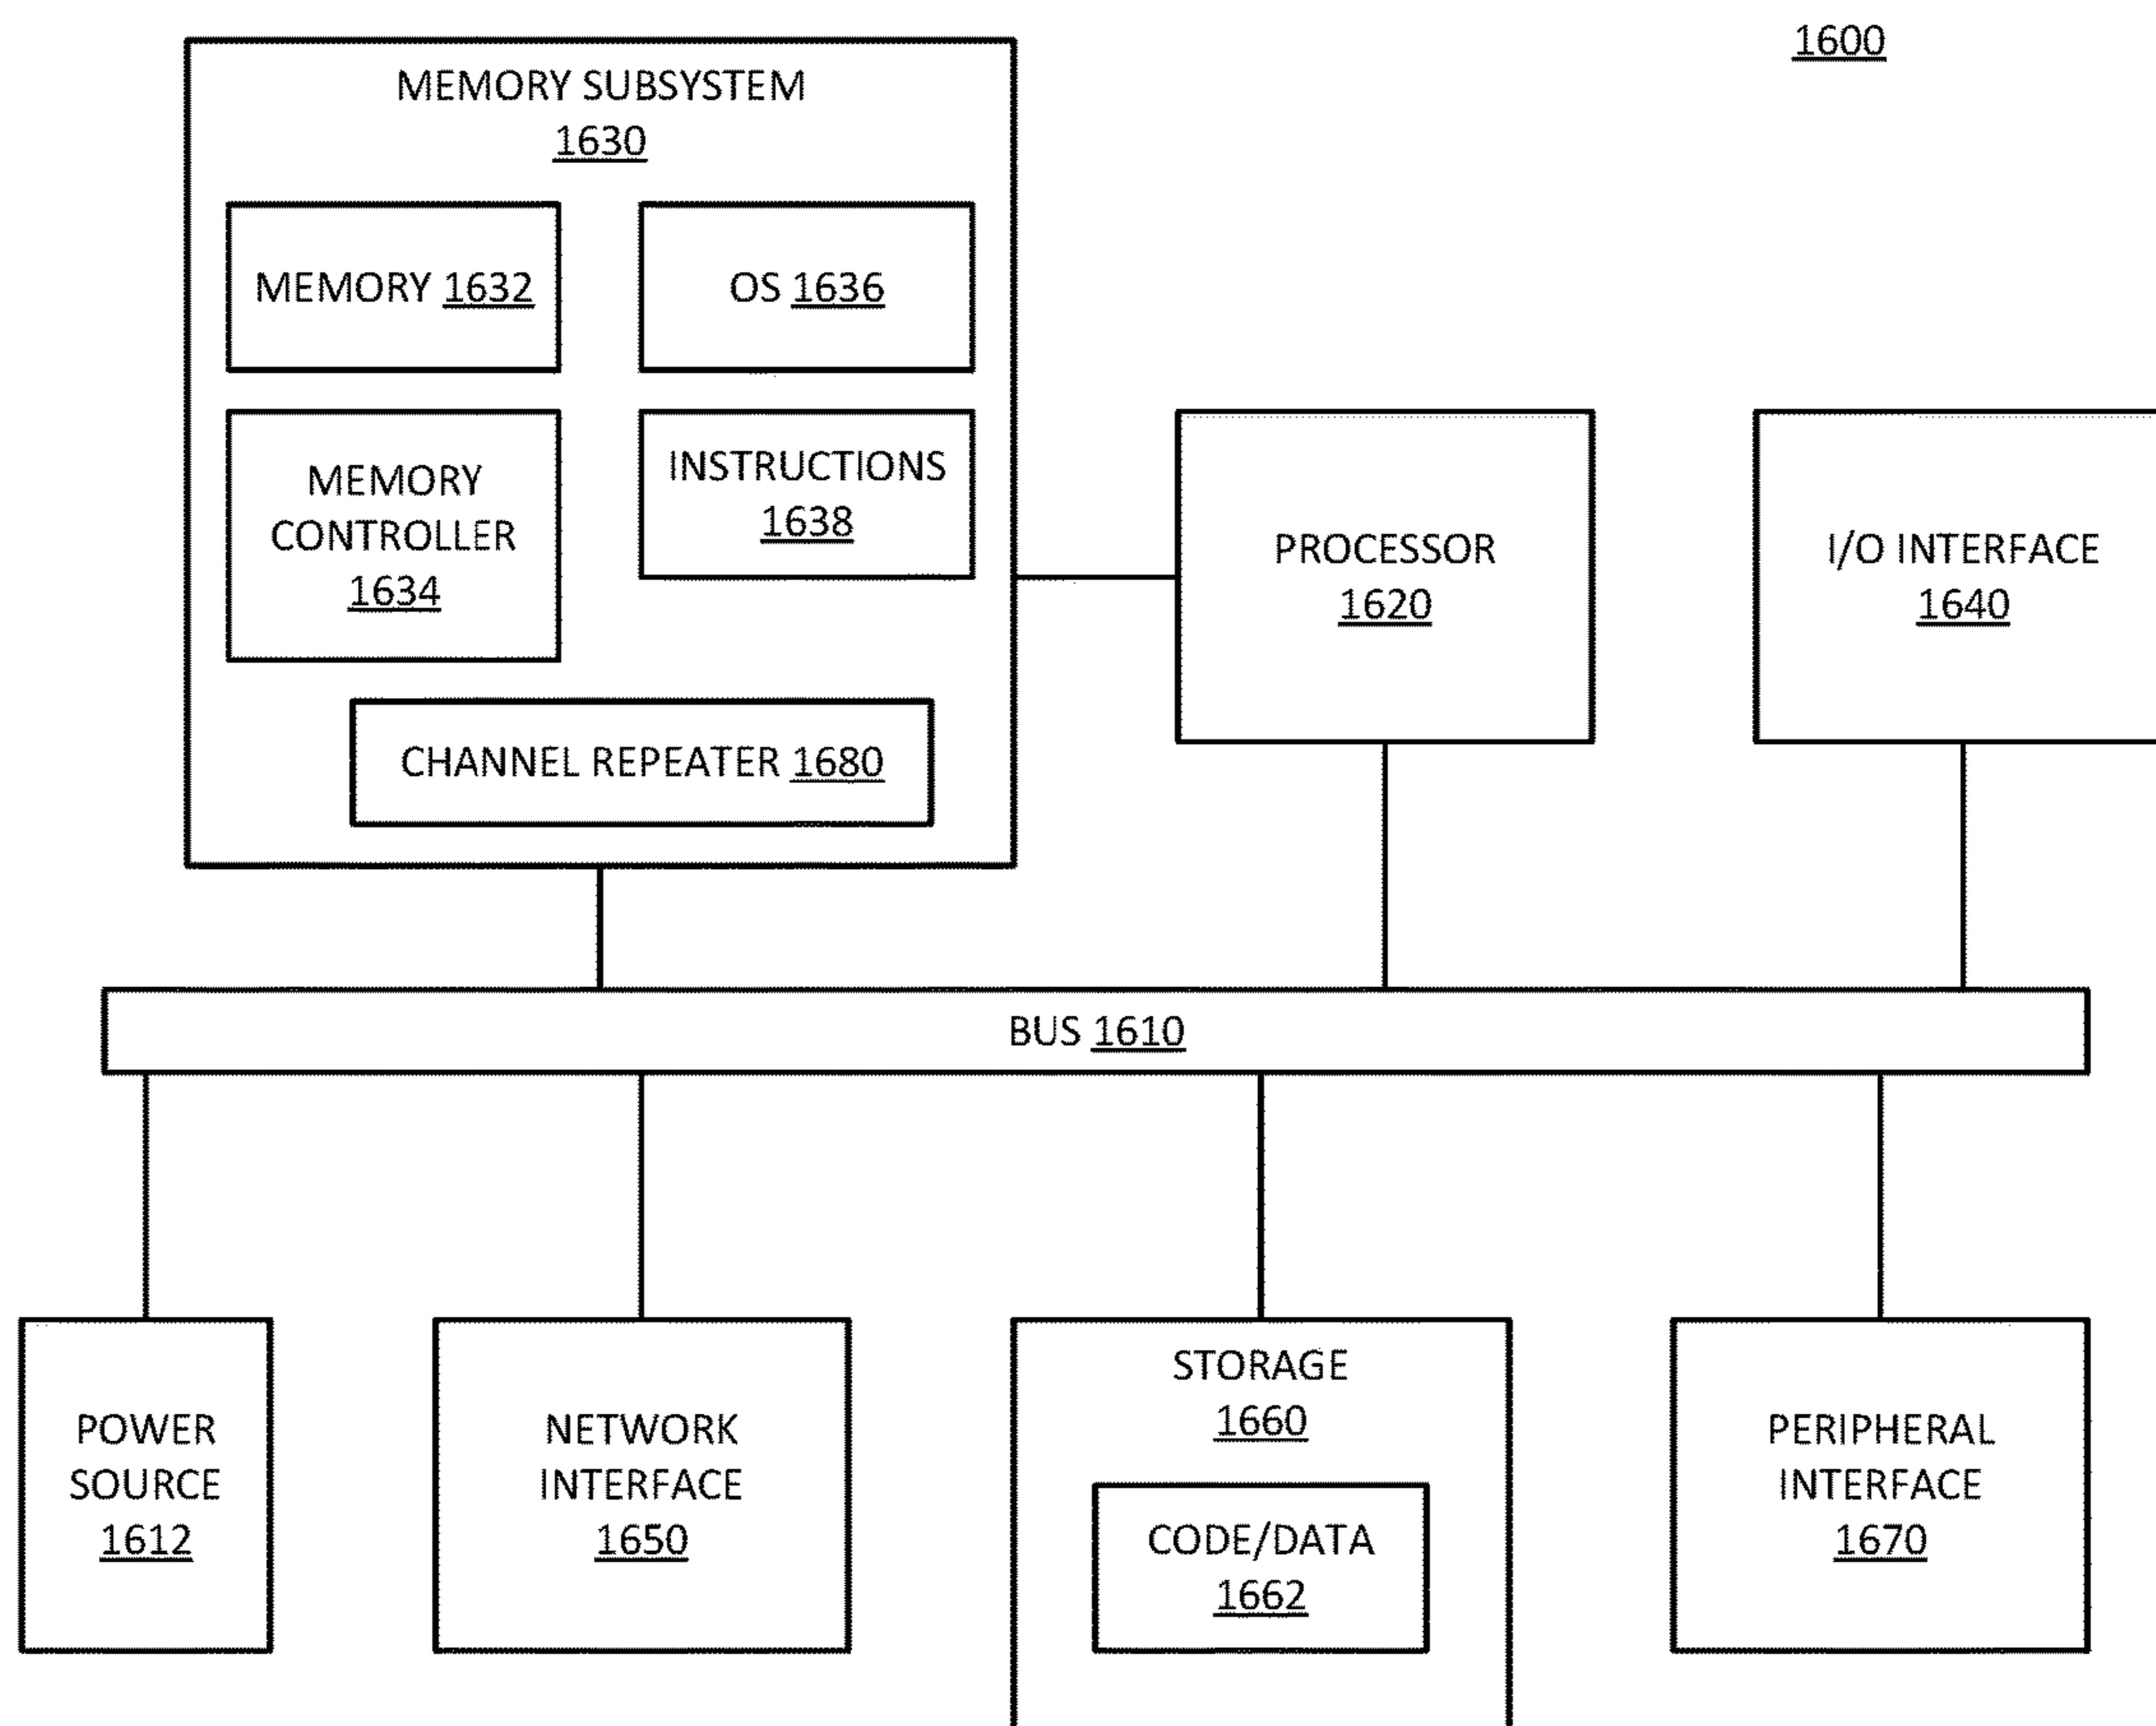 1600
MEMORY SUBSYSTEM
1630
MEMORY 1632
OS 1636
MEMORY
CONTROLLER
1634
INSTRUCTIONS
1638
CHANNEL REPEATER 1680
PROCESSOR
1620
I/O INTERFACE
1640
BUS 1610
POWER
SOURCE
1612
NETWORK
INTERFACE
1650
STORAGE
1660
CODE/DATA
1662
PERIPHERAL
INTERFACE
1670